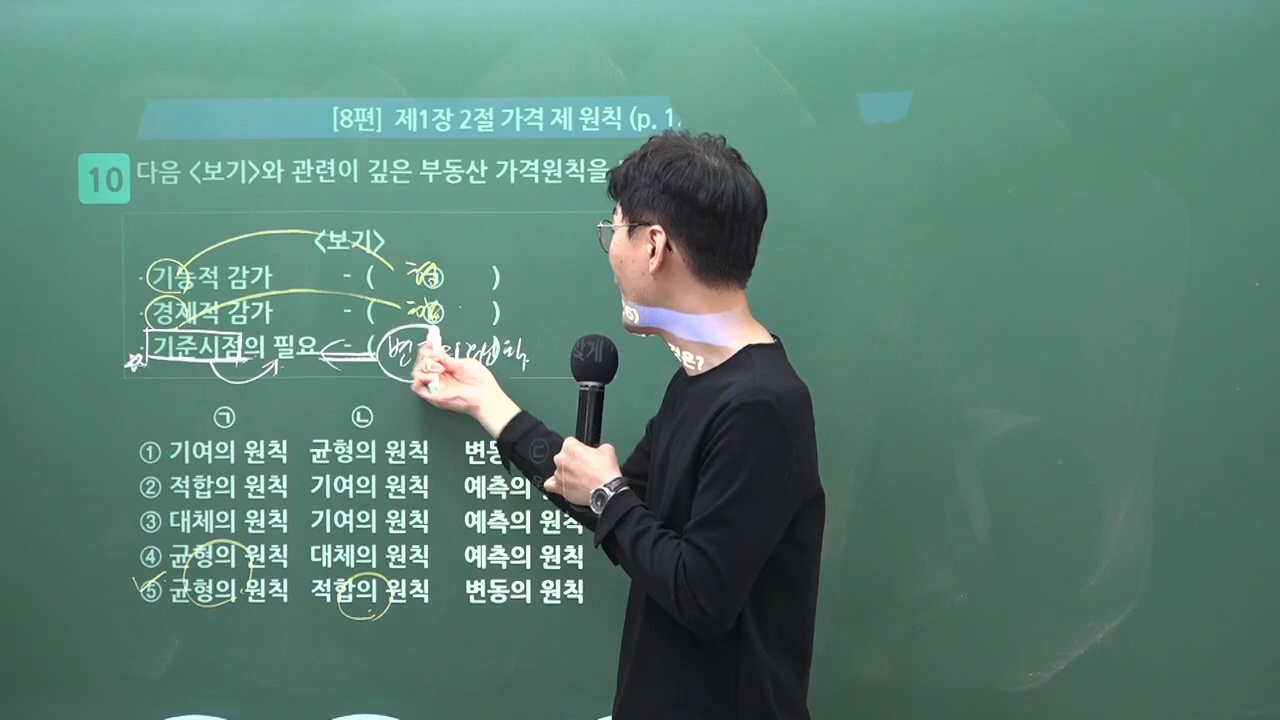 [8편] 제1장 2절 가격 제 원칙 (p. 1
10 다음 <보기>와 관련이 깊은 부동산 가격원칙을
<보기>
· 기능적 감가 - ( ㉠ )
· 경제적 감가 - ( ㉡ )
· 기준시점의 필요 - (
㉠ ㉡ ㉢
① 기여의 원칙 균형의 원칙 변동
② 적합의 원칙 기여의 원칙 예측의
③ 대체의 원칙 기여의 원칙 예측의 원칙
④ 균형의 원칙 대체의 원칙 예측의 원칙
⑤ 균형의 원칙 적합의 원칙 변동의 원칙